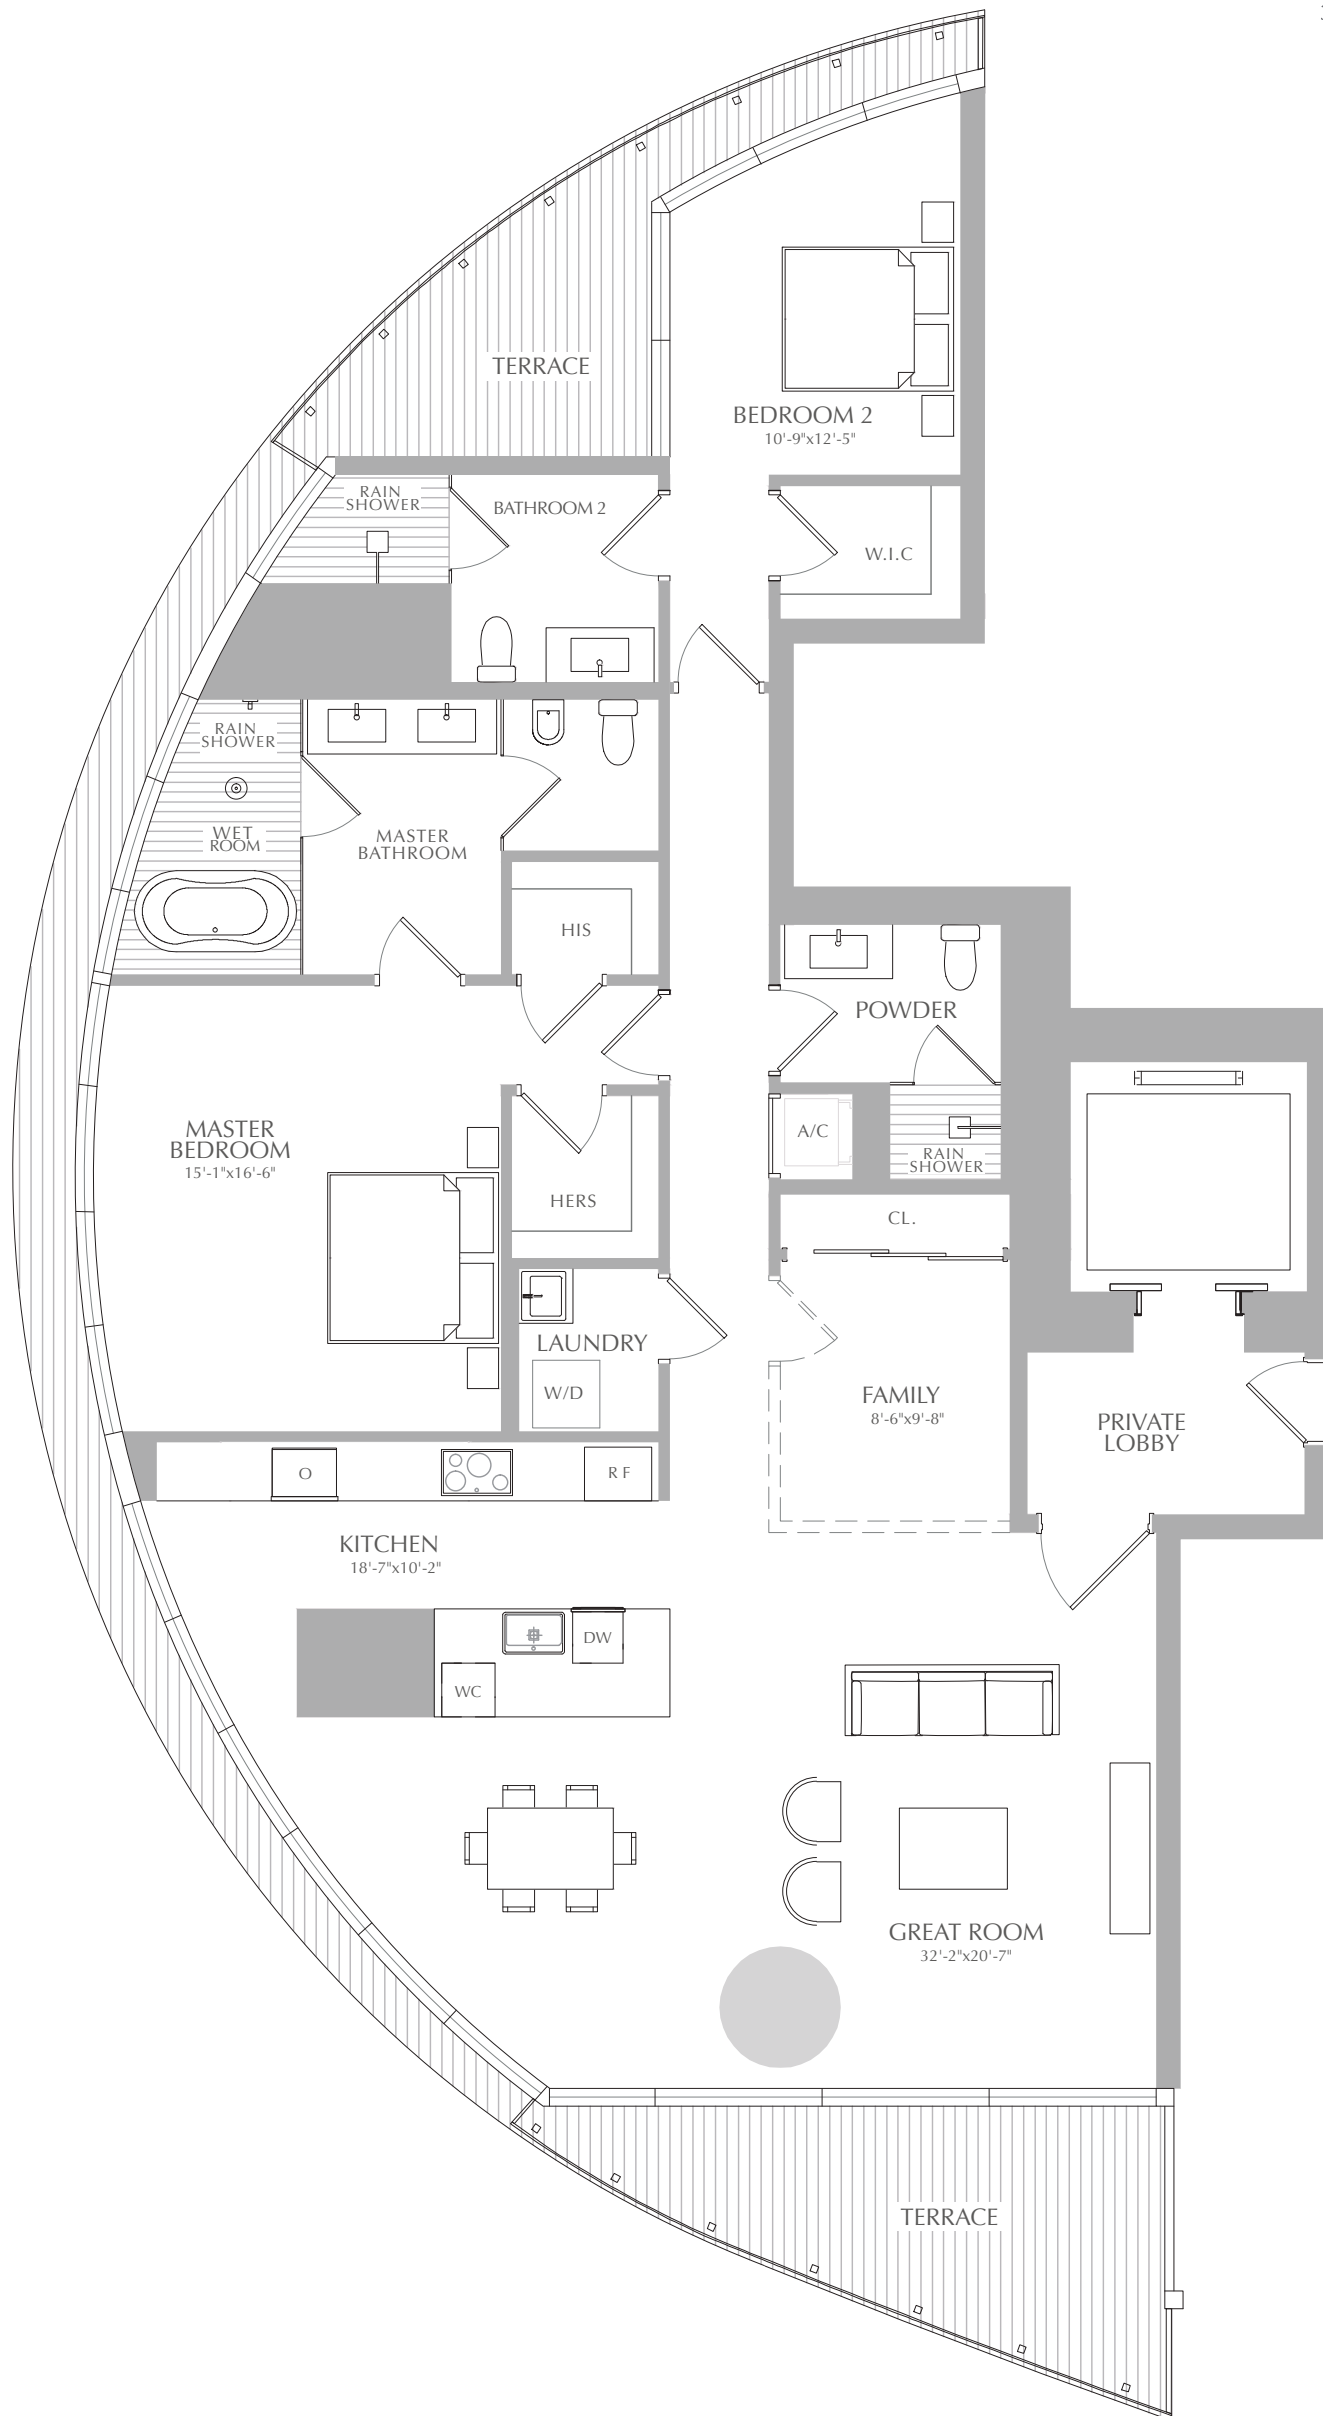 TERRACE
BEDROOM 2
10'-9"x12'-5"
RAIN
SHOWER
BATHROOM 2
W.I.C
RAIN
SHOWER
WET
ROOM
MASTER
BATHROOM
HIS
POWDER
MASTER
BEDROOM
15'-1"x16'-6"
A/C
RAIN
SHOWER
HERS
CL.
LAUNDRY
W/D
FAMILY
8'-6"x9'-8"
PRIVATE
LOBBY
O
R F
KITCHEN
18'-7"x10'-2"
DW
WC
GREAT ROOM
32'-2"x20'-7"
TERRACE